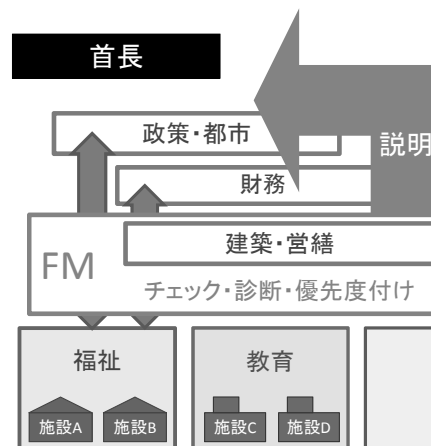 首長
政策・都市
説明
財務
建築・営繕
FM
チェック・診断・優先度付け
福祉
教育
施設A
施設B
施設C
施設D